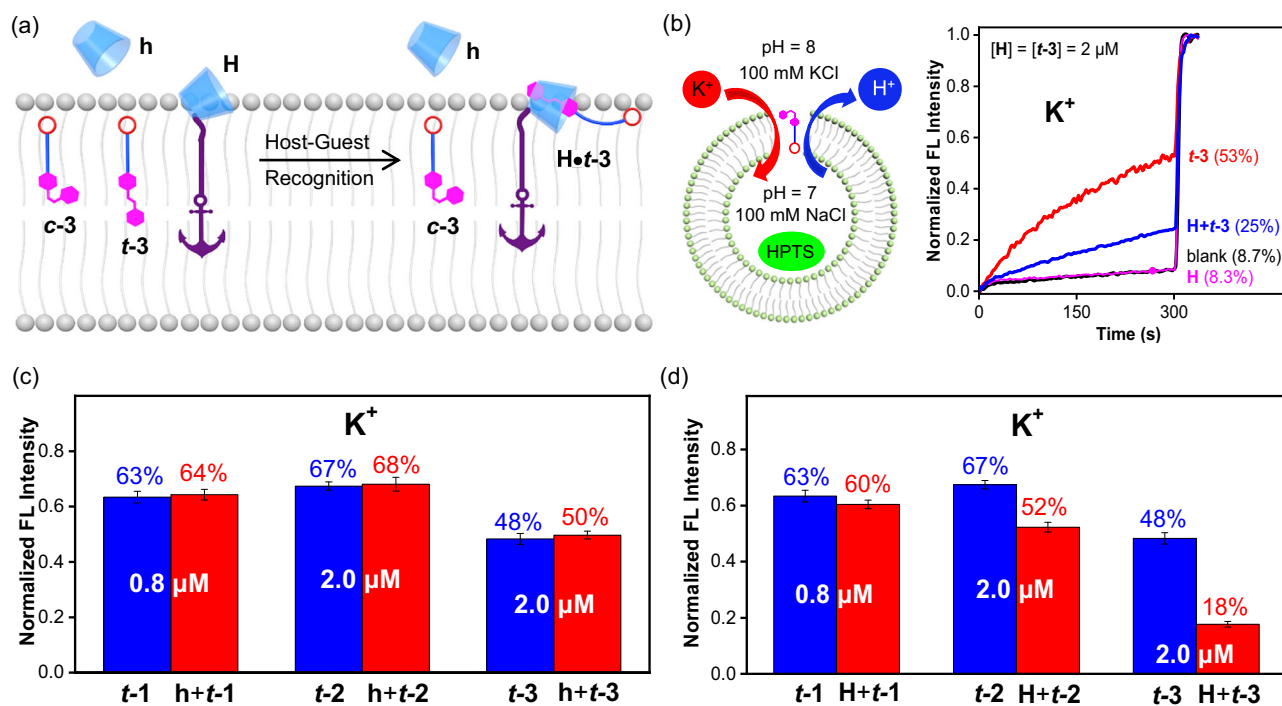 (a)
h
H
h
Host-Guest
Recognition
c-3
t-3
c-3
H•t-3
(b)
pH = 8
100 mM KCl
K⁺
H⁺
pH = 7
100 mM NaCl
HPTS
Normalized FL Intensity
1.0
0.8
0.6
0.4
0.2
0.0
[H] = [t-3] = 2 µM
K⁺
t-3 (53%)
H+t-3 (25%)
blank (8.7%)
H (8.3%)
0
150
300
Time (s)
(c)
Normalized FL Intensity
0.8
0.6
0.4
0.2
0.0
K⁺
63%
64%
67%
68%
48%
50%
0.8 µM
2.0 µM
2.0 µM
t-1
h+t-1
t-2
h+t-2
t-3
h+t-3
(d)
Normalized FL Intensity
0.8
0.6
0.4
0.2
0.0
K⁺
63%
60%
67%
52%
48%
18%
0.8 µM
2.0 µM
2.0 µM
t-1
H+t-1
t-2
H+t-2
t-3
H+t-3